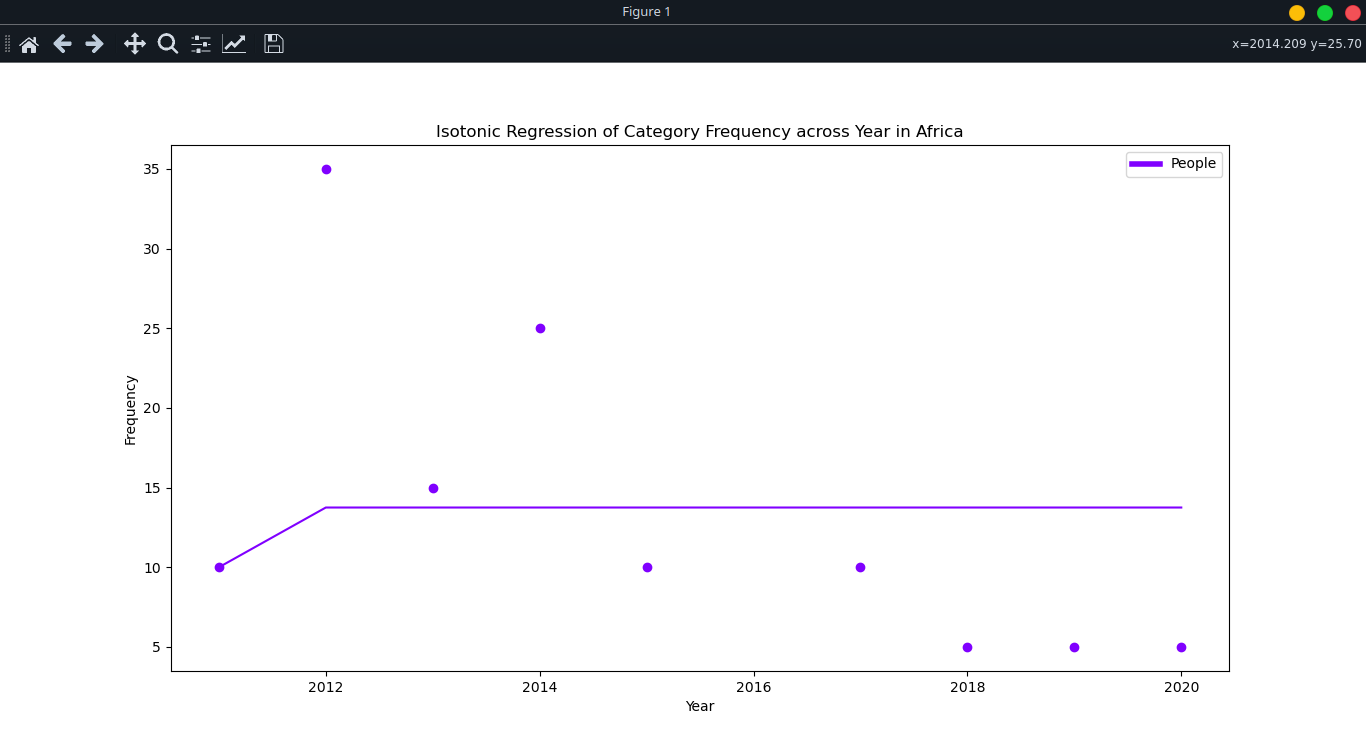 Figure 1
x=2014.209 y=25.70
Isotonic Regression of Category Frequency across Year in Africa
People
35
30
25
20
15
10
5
Frequency
2012 2014 2016 2018 2020
Year